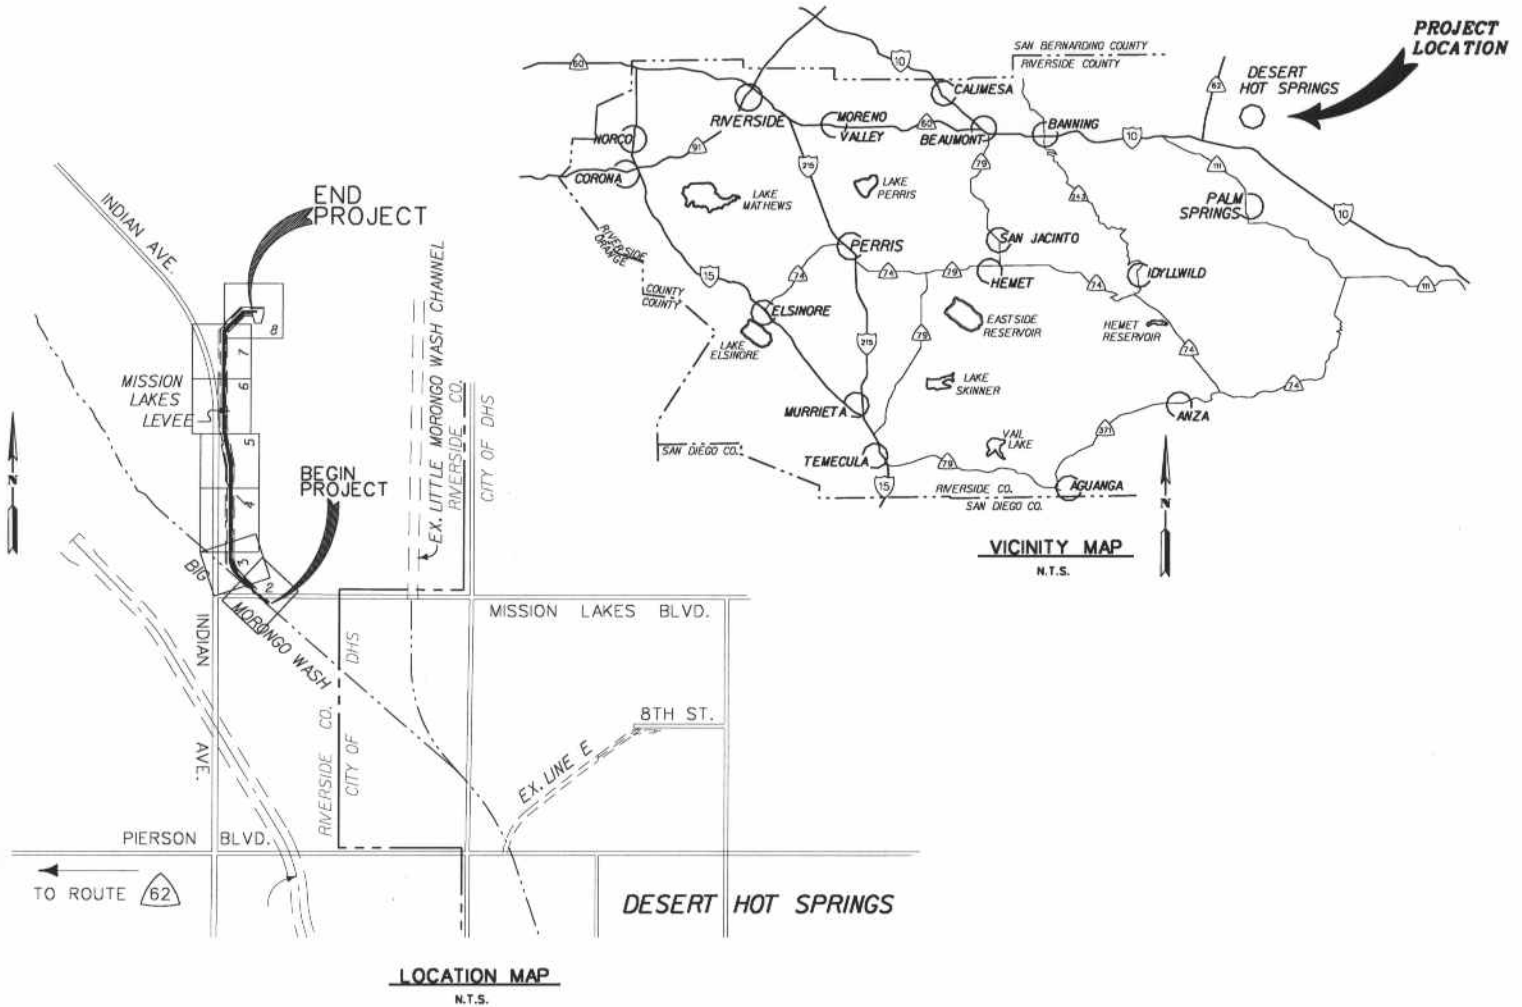 PROJECT
LOCATION
SAN BERNARDINO COUNTY
RIVERSIDE COUNTY
60
10
62
DESERT
HOT SPRINGS
CALIMESA
RIVERSIDE
MORENO
VALLEY
60
BEAUMONT
BANNING
10
NORCO
91
CORONA
215
79
111
LAKE
MATHEWS
LAKE
PERRIS
243
PALM
SPRINGS
10
RIVERSIDE
ORANGE
COUNTY
COUNTY
PERRIS
SAN JACINTO
15
74
74
79
HEMET
74
IDYLLWILD
111
ELSINORE
LAKE
ELSINORE
EASTSIDE
RESERVOIR
HEMET
RESERVOIR
215
79
74
LAKE
SKINNER
74
MURRIETA
ANZA
371
VAIL
LAKE
SAN DIEGO CO.
TEMECULA
79
15
AGUANGA
RIVERSIDE CO.
SAN DIEGO CO.
N
VICINITY MAP
N.T.S.
INDIAN AVE.
END
PROJECT
8
7
6
5
4
3
2
MISSION
LAKES
LEVEE
N
BEGIN
PROJECT
EX. LITTLE MORONGO WASH CHANNEL
RIVERSIDE CO.
CITY OF DHS
BIG
MORONGO WASH
MISSION LAKES BLVD.
INDIAN
AVE.
RIVERSIDE CO.
CITY OF DHS
8TH ST.
EX. LINE E
PIERSON BLVD.
TO ROUTE 62
DESERT HOT SPRINGS
LOCATION MAP
N.T.S.